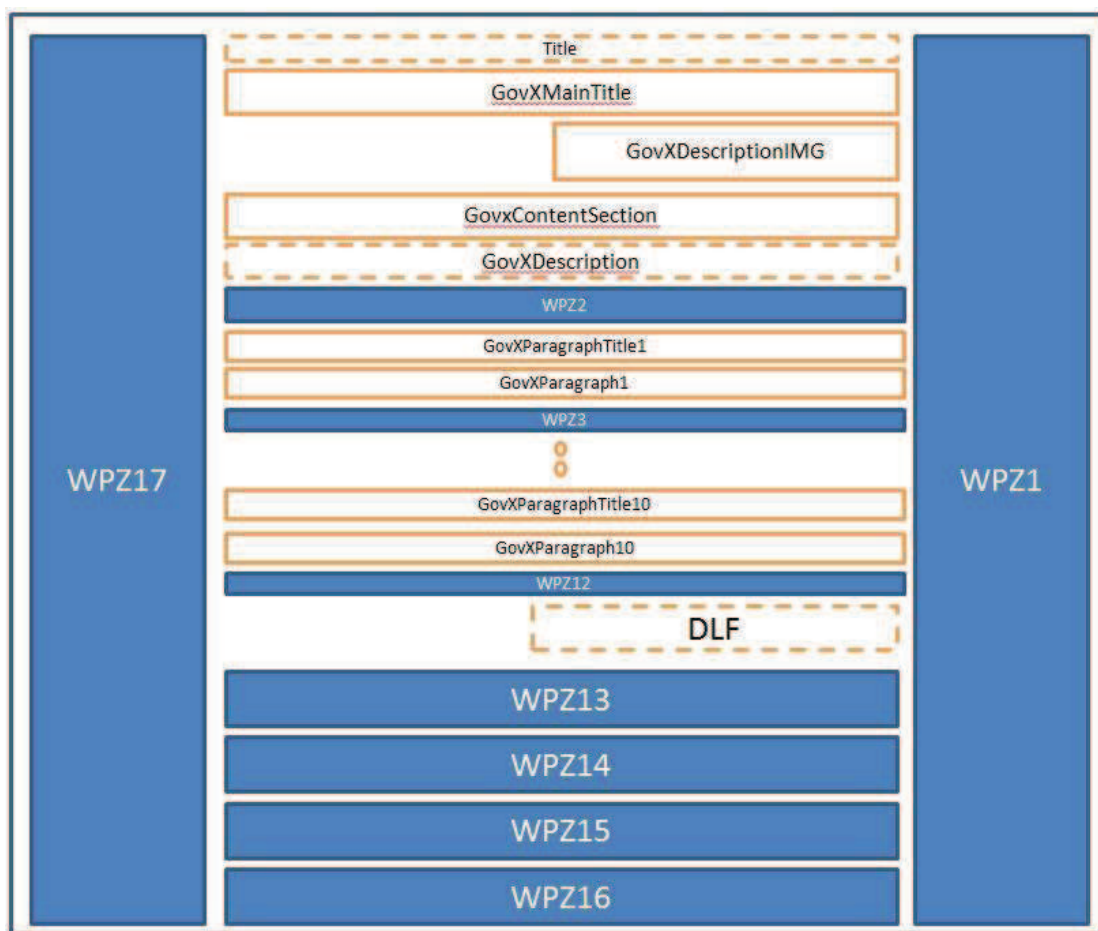 Title
GovXMainTitle
GovXDescriptionIMG
GovxContentSection
GovXDescription
WPZ2
GovXParagraphTitle1
GovXParagraph1
WPZ3
WPZ17
WPZ1
GovXParagraphTitle10
GovXParagraph10
WPZ12
DLF
WPZ13
WPZ14
WPZ15
WPZ16